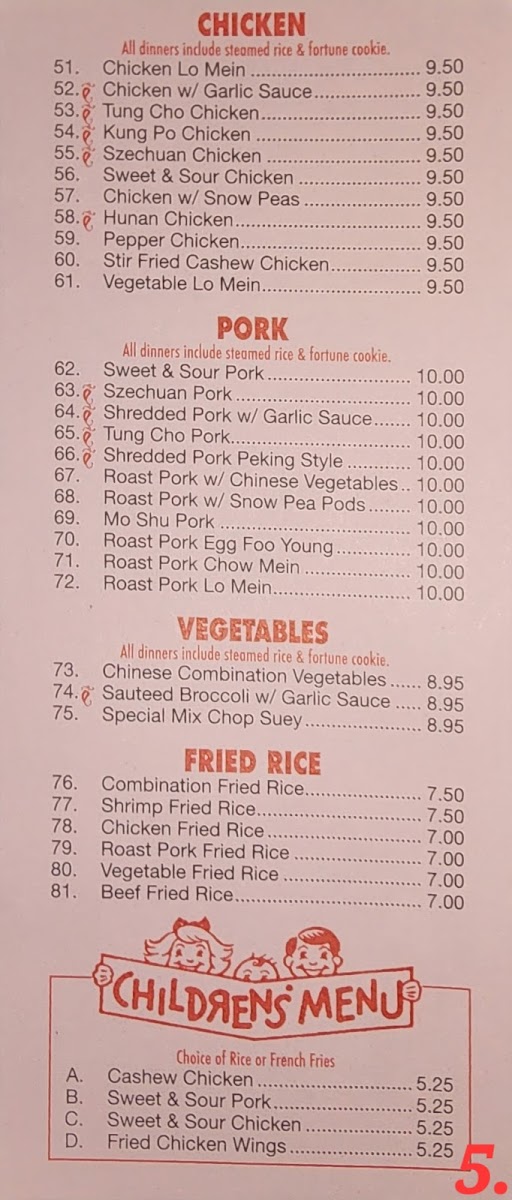 CHICKEN
All dinners include steamed rice & fortune cookie.
51. Chicken Lo Mein .......................... 9.50
52. Chicken w/ Garlic Sauce................ 9.50
53. Tung Cho Chicken........................ 9.50
54. Kung Po Chicken ......................... 9.50
55. Szechuan Chicken ....................... 9.50
56. Sweet & Sour Chicken .................. 9.50
57. Chicken w/ Snow Peas ................. 9.50
58. Hunan Chicken............................ 9.50
59. Pepper Chicken........................... 9.50
60. Stir Fried Cashew Chicken.............. 9.50
61. Vegetable Lo Mein........................ 9.50
PORK
All dinners include steamed rice & fortune cookie.
62. Sweet & Sour Pork ...................... 10.00
63. Szechuan Pork ........................... 10.00
64. Shredded Pork w/ Garlic Sauce....... 10.00
65. Tung Cho Pork............................ 10.00
66. Shredded Pork Peking Style ........... 10.00
67. Roast Pork w/ Chinese Vegetables.. 10.00
68. Roast Pork w/ Snow Pea Pods........ 10.00
69. Mo Shu Pork .............................. 10.00
70. Roast Pork Egg Foo Young ............ 10.00
71. Roast Pork Chow Mein ................. 10.00
72. Roast Pork Lo Mein...................... 10.00
VEGETABLES
All dinners include steamed rice & fortune cookie.
73. Chinese Combination Vegetables ...... 8.95
74. Sauteed Broccoli w/ Garlic Sauce ..... 8.95
75. Special Mix Chop Suey................... 8.95
FRIED RICE
76. Combination Fried Rice................... 7.50
77. Shrimp Fried Rice.......................... 7.50
78. Chicken Fried Rice ........................ 7.00
79. Roast Pork Fried Rice .................... 7.00
80. Vegetable Fried Rice ...................... 7.00
81. Beef Fried Rice............................. 7.00
CHILDRENS' MENU
Choice of Rice or French Fries
A. Cashew Chicken ......................... 5.25
B. Sweet & Sour Pork....................... 5.25
C. Sweet & Sour Chicken .................. 5.25
D. Fried Chicken Wings..................... 5.25
5.